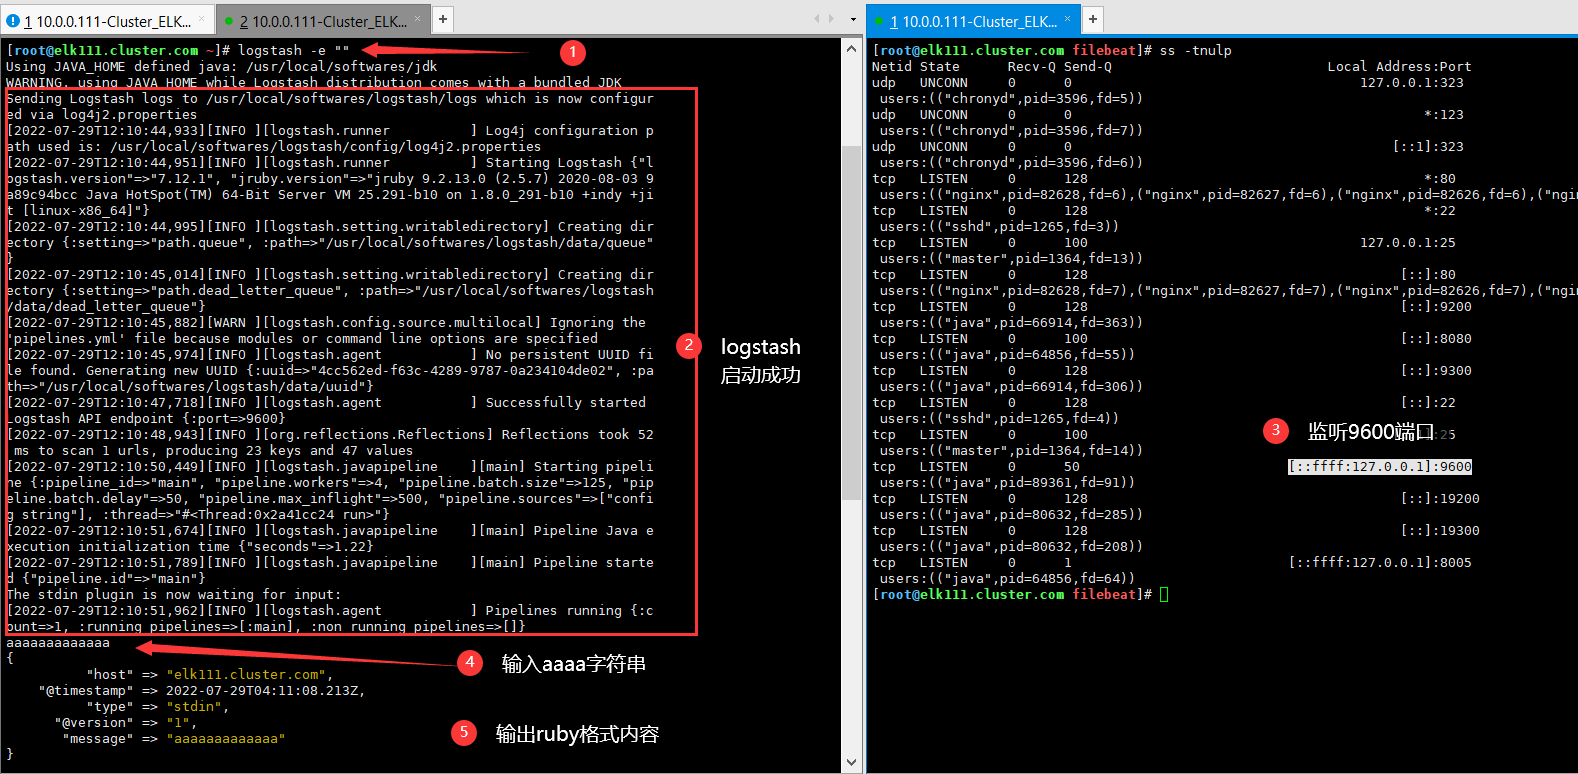 1 10.0.0.111-Cluster_ELK... ×
2 10.0.0.111-Cluster_ELK... ×
+
[root@elk111.cluster.com ~]# logstash -e ""
1
Using JAVA_HOME defined java: /usr/local/softwares/jdk
WARNING, using JAVA_HOME while Logstash distribution comes with a bundled JDK
Sending Logstash logs to /usr/local/softwares/logstash/logs which is now configur
ed via log4j2.properties
[2022-07-29T12:10:44,933][INFO ][logstash.runner          ] Log4j configuration p
ath used is: /usr/local/softwares/logstash/config/log4j2.properties
[2022-07-29T12:10:44,951][INFO ][logstash.runner          ] Starting Logstash {"l
ogstash.version"=>"7.12.1", "jruby.version"=>"jruby 9.2.13.0 (2.5.7) 2020-08-03 9
a89c94bcc Java HotSpot(TM) 64-Bit Server VM 25.291-b10 on 1.8.0_291-b10 +indy +ji
t [linux-x86_64]"}
[2022-07-29T12:10:44,995][INFO ][logstash.setting.writabledirectory] Creating dir
ectory {:setting=>"path.queue", :path=>"/usr/local/softwares/logstash/data/queue"
}
[2022-07-29T12:10:45,014][INFO ][logstash.setting.writabledirectory] Creating dir
ectory {:setting=>"path.dead_letter_queue", :path=>"/usr/local/softwares/logstash
/data/dead_letter_queue"}
[2022-07-29T12:10:45,882][WARN ][logstash.config.source.multilocal] Ignoring the
'pipelines.yml' file because modules or command line options are specified
[2022-07-29T12:10:45,974][INFO ][logstash.agent           ] No persistent UUID fi
le found. Generating new UUID {:uuid=>"4cc562ed-f63c-4289-9787-0a234104de02", :pa
th=>"/usr/local/softwares/logstash/data/uuid"}
[2022-07-29T12:10:47,718][INFO ][logstash.agent           ] Successfully started
Logstash API endpoint {:port=>9600}
[2022-07-29T12:10:48,943][INFO ][org.reflections.Reflections] Reflections took 52
 ms to scan 1 urls, producing 23 keys and 47 values
[2022-07-29T12:10:50,449][INFO ][logstash.javapipeline    ][main] Starting pipeli
ne {:pipeline_id=>"main", "pipeline.workers"=>4, "pipeline.batch.size"=>125, "pip
eline.batch.delay"=>50, "pipeline.max_inflight"=>500, "pipeline.sources"=>["confi
g string"], :thread=>"#<Thread:0x2a41cc24 run>"}
[2022-07-29T12:10:51,674][INFO ][logstash.javapipeline    ][main] Pipeline Java e
xecution initialization time {"seconds"=>1.22}
[2022-07-29T12:10:51,789][INFO ][logstash.javapipeline    ][main] Pipeline starte
d {"pipeline.id"=>"main"}
The stdin plugin is now waiting for input:
[2022-07-29T12:10:51,962][INFO ][logstash.agent           ] Pipelines running {:c
ount=>1, :running_pipelines=>[:main], :non_running_pipelines=>[]}
2
logstash
启动成功
aaaaaaaaaaaaa
4 输入aaaa字符串
{
"host" => "elk111.cluster.com",
"@timestamp" => 2022-07-29T04:11:08.213Z,
"type" => "stdin",
"@version" => "1",
"message" => "aaaaaaaaaaaaa"
}
5 输出ruby格式内容
1 10.0.0.111-Cluster_ELK... ×
+
[root@elk111.cluster.com filebeat]# ss -tnulp
Netid State      Recv-Q Send-Q                           Local Address:Port
udp   UNCONN     0      0                                    127.0.0.1:323
 users:(("chronyd",pid=3596,fd=5))
udp   UNCONN     0      0                                            *:123
 users:(("chronyd",pid=3596,fd=7))
udp   UNCONN     0      0                                        [::1]:323
 users:(("chronyd",pid=3596,fd=6))
tcp   LISTEN     0      128                                          *:80
 users:(("nginx",pid=82628,fd=6),("nginx",pid=82627,fd=6),("nginx",pid=82626,fd=6),("ngin
tcp   LISTEN     0      128                                          *:22
 users:(("sshd",pid=1265,fd=3))
tcp   LISTEN     0      100                                  127.0.0.1:25
 users:(("master",pid=1364,fd=13))
tcp   LISTEN     0      128                                       [::]:80
 users:(("nginx",pid=82628,fd=7),("nginx",pid=82627,fd=7),("nginx",pid=82626,fd=7),("ngin
tcp   LISTEN     0      128                                       [::]:9200
 users:(("java",pid=66914,fd=363))
tcp   LISTEN     0      100                                       [::]:8080
 users:(("java",pid=64856,fd=55))
tcp   LISTEN     0      128                                       [::]:9300
 users:(("java",pid=66914,fd=306))
tcp   LISTEN     0      128                                       [::]:22
 users:(("sshd",pid=1265,fd=4))
tcp   LISTEN     0      100                                       :25
 users:(("master",pid=1364,fd=14))
3 监听9600端口
tcp   LISTEN     0      50                          [::ffff:127.0.0.1]:9600
 users:(("java",pid=89361,fd=91))
tcp   LISTEN     0      128                                       [::]:19200
 users:(("java",pid=80632,fd=285))
tcp   LISTEN     0      128                                       [::]:19300
 users:(("java",pid=80632,fd=208))
tcp   LISTEN     0      1                           [::ffff:127.0.0.1]:8005
 users:(("java",pid=64856,fd=64))
[root@elk111.cluster.com filebeat]#